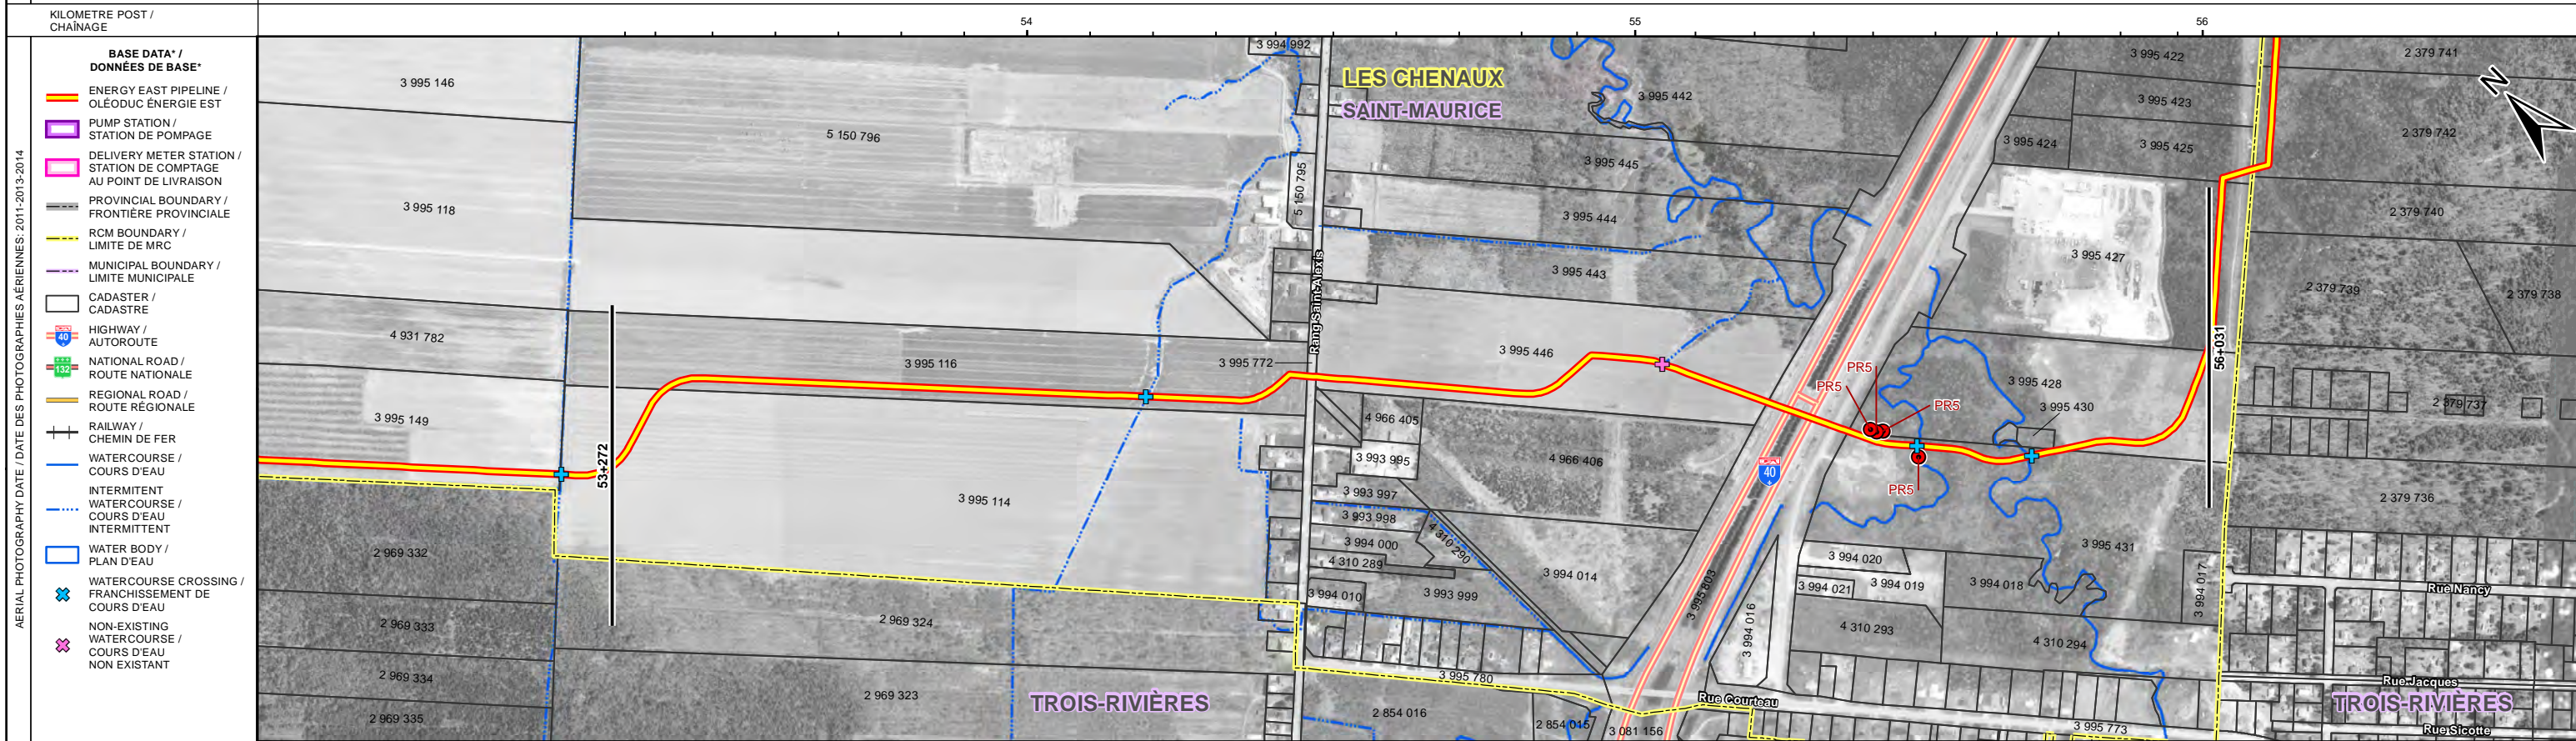 KILOMETRE POST /
CHAÎNAGE
54
55
56
AERIAL PHOTOGRAPHY DATE / DATE DES PHOTOGRAPHIES AÉRIENNES: 2011-2013-2014
BASE DATA* /
DONNÉES DE BASE*
ENERGY EAST PIPELINE /
OLÉODUC ÉNERGIE EST
PUMP STATION /
STATION DE POMPAGE
DELIVERY METER STATION /
STATION DE COMPTAGE
AU POINT DE LIVRAISON
PROVINCIAL BOUNDARY /
FRONTIÈRE PROVINCIALE
RCM BOUNDARY /
LIMITE DE MRC
MUNICIPAL BOUNDARY /
LIMITE MUNICIPALE
CADASTER /
CADASTRE
40
HIGHWAY /
AUTOROUTE
132
NATIONAL ROAD /
ROUTE NATIONALE
REGIONAL ROAD /
ROUTE RÉGIONALE
RAILWAY /
CHEMIN DE FER
WATERCOURSE /
COURS D'EAU
INTERMITENT
WATERCOURSE /
COURS D'EAU
INTERMITTENT
WATER BODY /
PLAN D'EAU
WATERCOURSE CROSSING /
FRANCHISSEMENT DE
COURS D'EAU
NON-EXISTING
WATERCOURSE /
COURS D'EAU
NON EXISTANT
3 995 146
3 995 118
4 931 782
3 995 149
2 969 332
2 969 333
2 969 334
2 969 335
53+272
5 150 796
3 994 992
5 150 795
3 995 116
3 995 772
3 995 114
2 969 324
2 969 323
TROIS-RIVIÈRES
Rang Saint-Alexis
LES CHENAUX
SAINT-MAURICE
3 995 442
3 995 445
3 995 444
3 995 443
3 995 446
4 966 405
3 993 995
4 966 406
3 993 997
3 993 998
3 994 000
4 310 289
4 310 290
3 994 010
3 993 999
3 994 014
3 995 780
2 854 016
2 854 015
3 081 156
Rue Courteau
3 995 803
40
PR5
PR5
PR5
PR5
3 994 016
3 995 422
3 995 423
3 995 424
3 995 425
3 995 427
3 995 428
3 995 430
3 995 431
3 994 020
3 994 021
3 994 019
3 994 018
3 994 017
4 310 293
4 310 294
3 995 773
56+031
2 379 741
2 379 742
2 379 740
2 379 739
2 379 738
2 379 737
2 379 736
N
Rue Nancy
Rue Jacques
TROIS-RIVIÈRES
Rue Sicotte